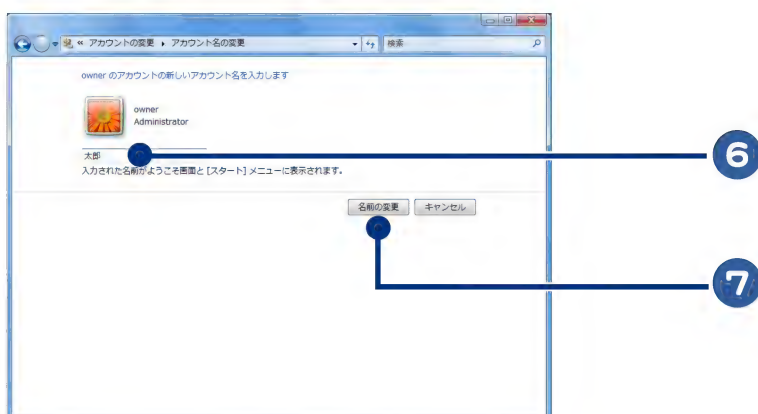 « アカウントの変更 ▸ アカウント名の変更 検索
owner のアカウントの新しいアカウント名を入力します
owner
Administrator
太郎
6
入力された名前がようこそ画面と [スタート] メニューに表示されます。
名前の変更 キャンセル
7